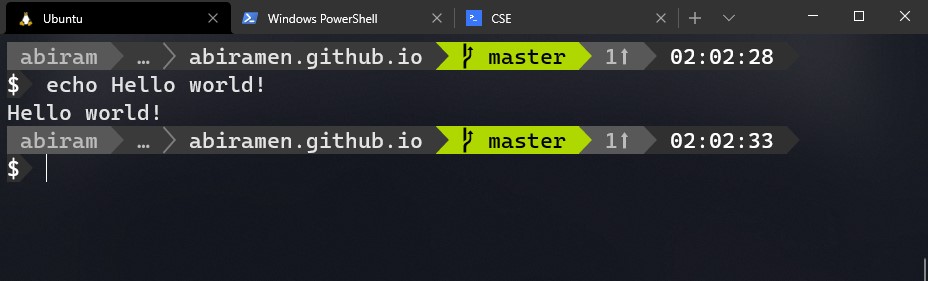 Ubuntu Windows PowerShell CSE
abiram … abiramen.github.io master 1↑ 02:02:28
$ echo Hello world!
Hello world!
abiram … abiramen.github.io master 1↑ 02:02:33
$